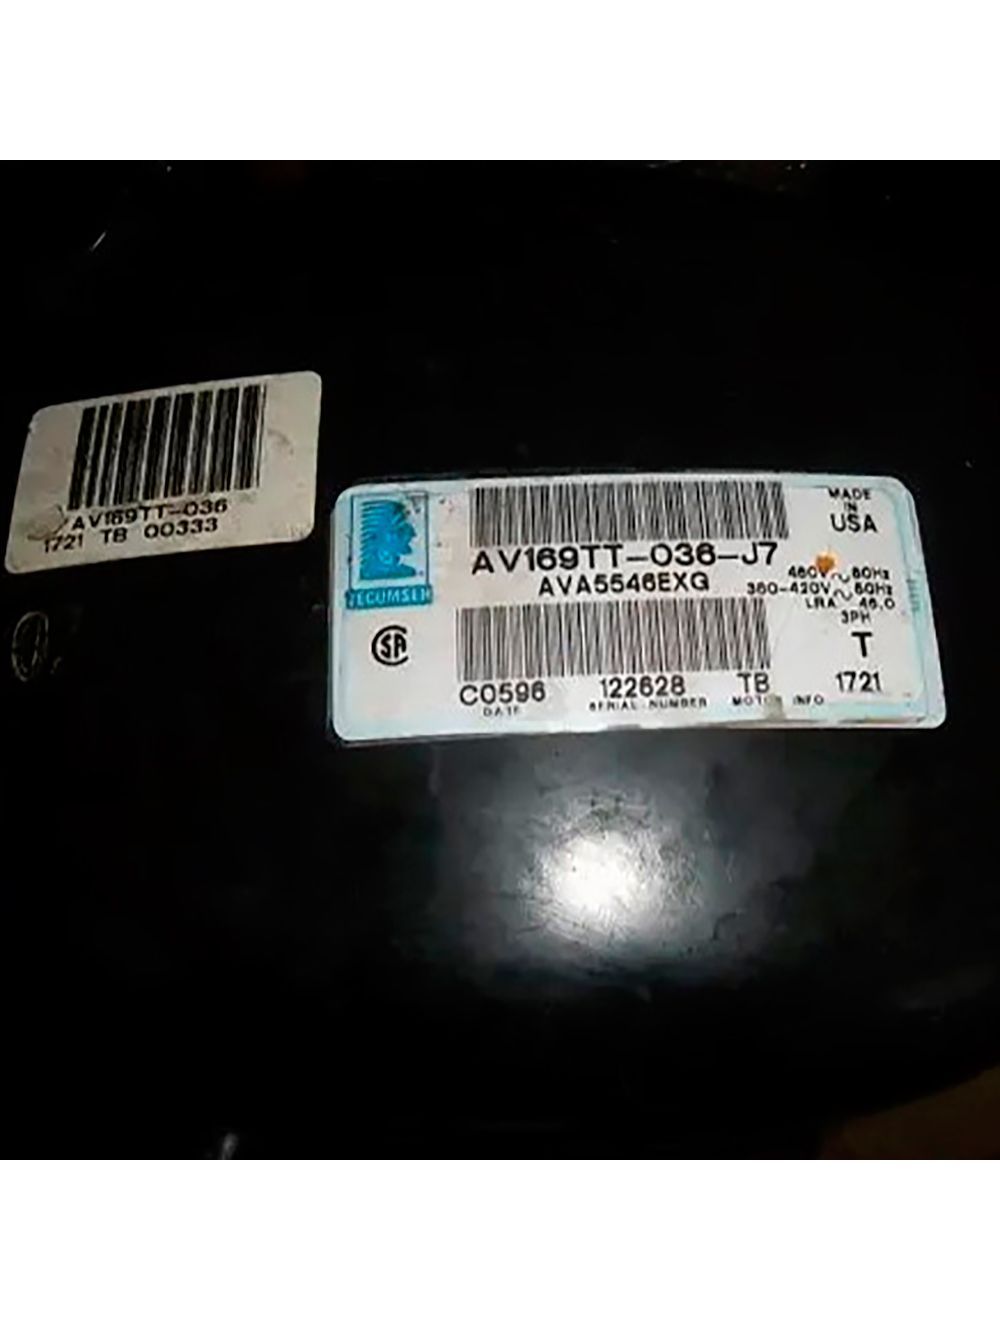 AV169TT-036
1721 TB 00333
TECUMSEH
AV169TT-036-J7
AVA5546EXG
MADE
IN
USA
460V~60Hz
380-420V~50Hz
LRA 46.0
3PH
T
C0596 122628 TB 1721
DATE SERIAL NUMBER MOTOR INFO
SA